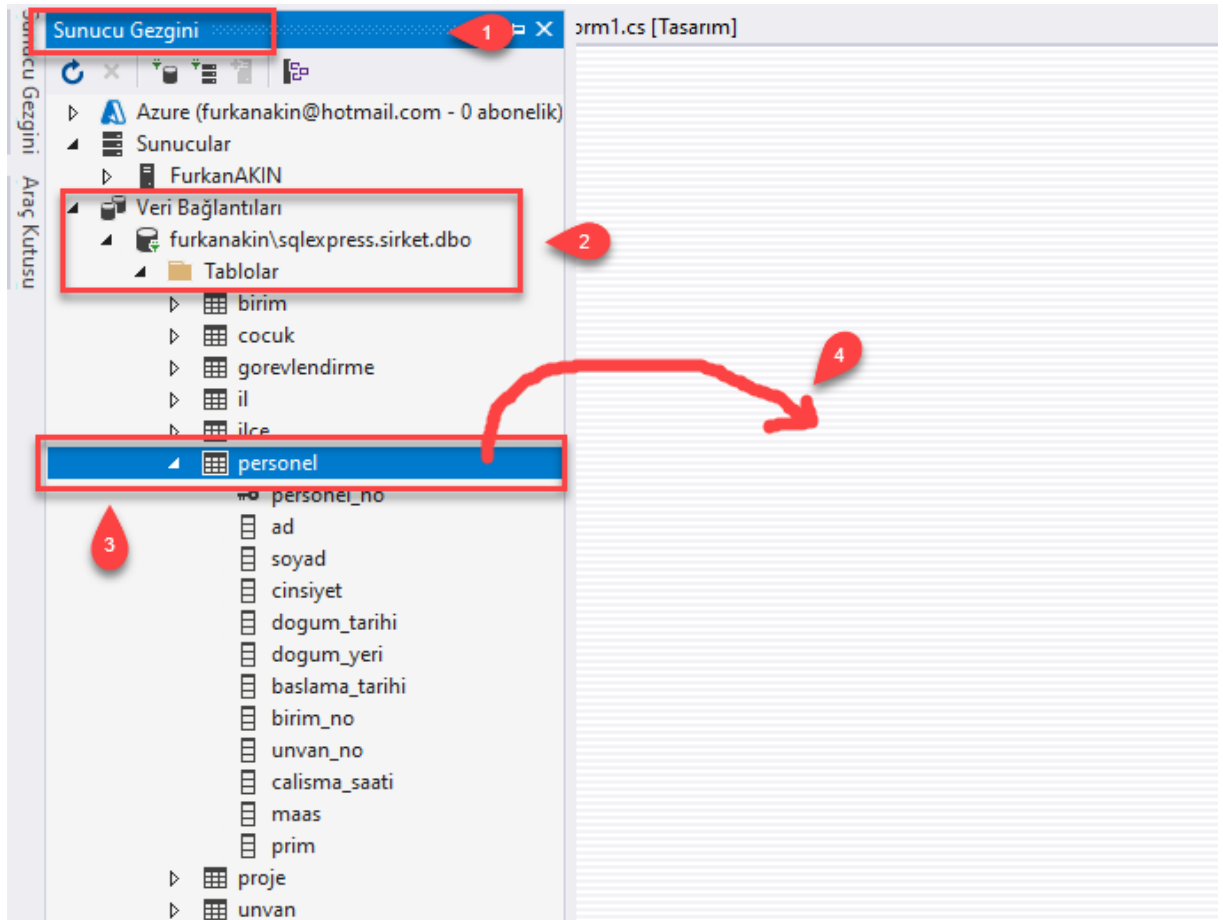 Sunucu Gezgini
1
orm1.cs [Tasarım]
Sunucu Gezgini
Araç Kutusu
Azure (furkanakin@hotmail.com - 0 abonelik)
Sunucular
FurkanAKIN
Veri Bağlantıları
furkanakin\sqlexpress.sirket.dbo
2
Tablolar
birim
cocuk
gorevlendirme
4
il
ilce
personel
personel_no
3
ad
soyad
cinsiyet
dogum_tarihi
dogum_yeri
baslama_tarihi
birim_no
unvan_no
calisma_saati
maas
prim
proje
unvan